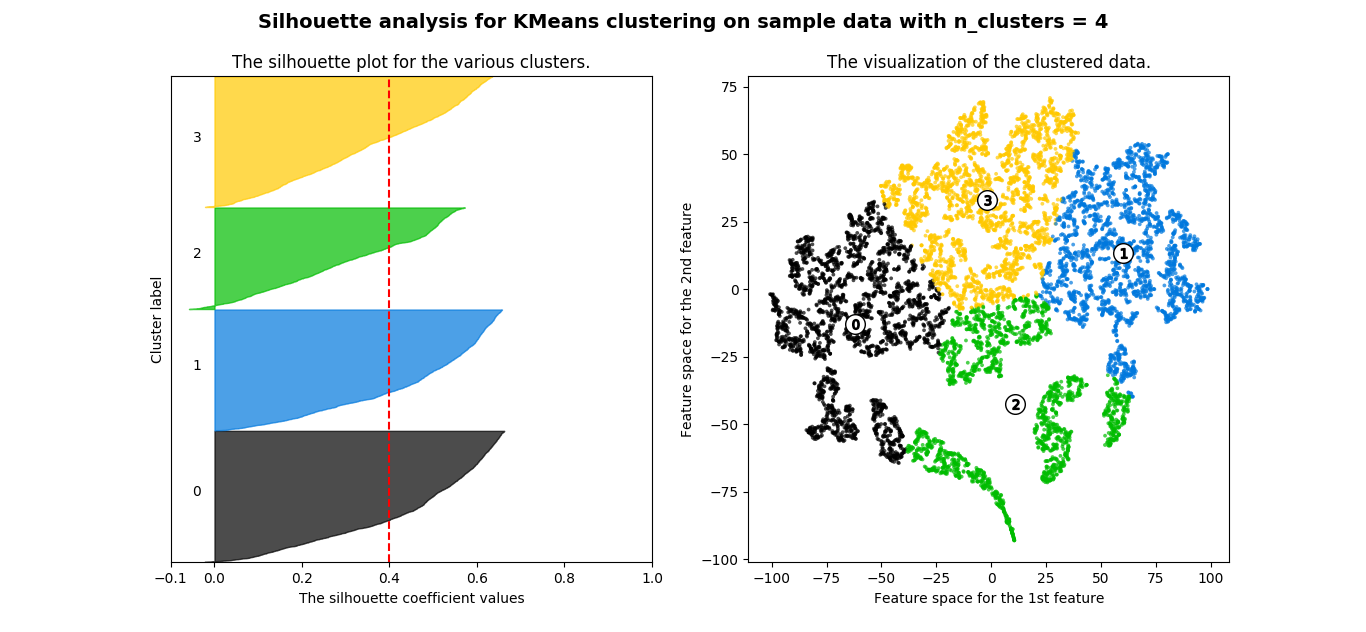 Silhouette analysis for KMeans clustering on sample data with n_clusters = 4
The silhouette plot for the various clusters.
3
2
1
0
Cluster label
−0.1 0.0 0.2 0.4 0.6 0.8 1.0
The silhouette coefficient values
The visualization of the clustered data.
75
50
25
0
−25
−50
−75
−100
Feature space for the 2nd feature
3
1
0
2
−100 −75 −50 −25 0 25 50 75 100
Feature space for the 1st feature